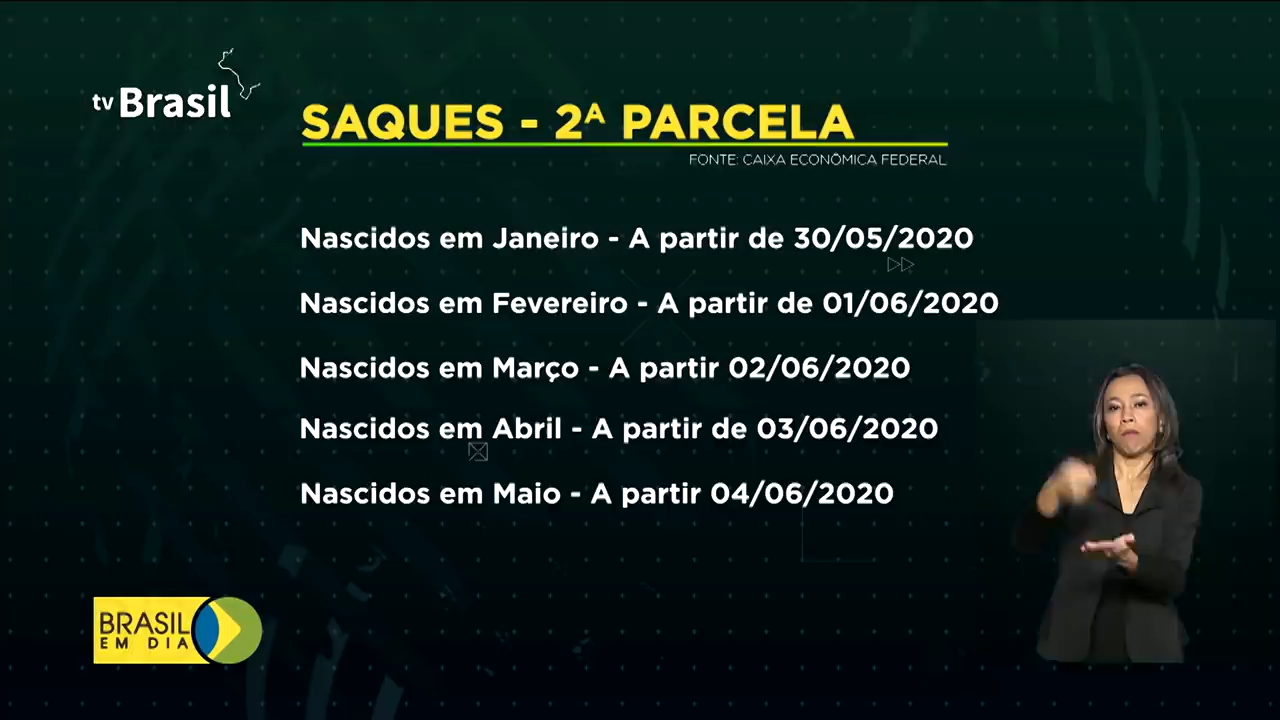 tv Brasil
SAQUES - 2ª PARCELA
FONTE: CAIXA ECONÔMICA FEDERAL
Nascidos em Janeiro - A partir de 30/05/2020
Nascidos em Fevereiro - A partir de 01/06/2020
Nascidos em Março - A partir 02/06/2020
Nascidos em Abril - A partir de 03/06/2020
Nascidos em Maio - A partir 04/06/2020
BRASIL
EM DIA